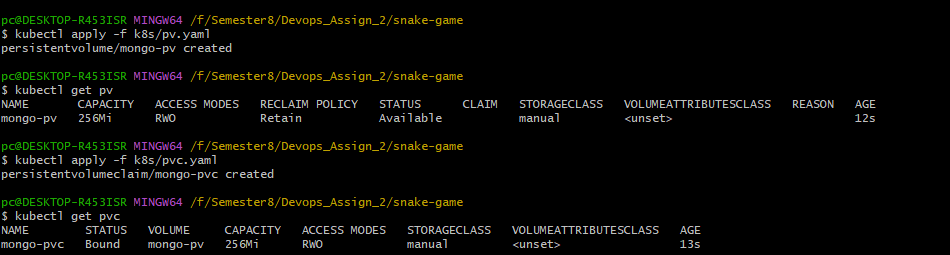 pc@DESKTOP-R453ISR MINGW64 /f/Semester8/Devops_Assign_2/snake-game
$ kubectl apply -f k8s/pv.yaml
persistentvolume/mongo-pv created
pc@DESKTOP-R453ISR MINGW64 /f/Semester8/Devops_Assign_2/snake-game
$ kubectl get pv
NAME CAPACITY ACCESS MODES RECLAIM POLICY STATUS CLAIM STORAGECLASS VOLUMEATTRIBUTESCLASS REASON AGE
mongo-pv 256Mi RWO Retain Available manual <unset> 12s
pc@DESKTOP-R453ISR MINGW64 /f/Semester8/Devops_Assign_2/snake-game
$ kubectl apply -f k8s/pvc.yaml
persistentvolumeclaim/mongo-pvc created
pc@DESKTOP-R453ISR MINGW64 /f/Semester8/Devops_Assign_2/snake-game
$ kubectl get pvc
NAME STATUS VOLUME CAPACITY ACCESS MODES STORAGECLASS VOLUMEATTRIBUTESCLASS AGE
mongo-pvc Bound mongo-pv 256Mi RWO manual <unset> 13s